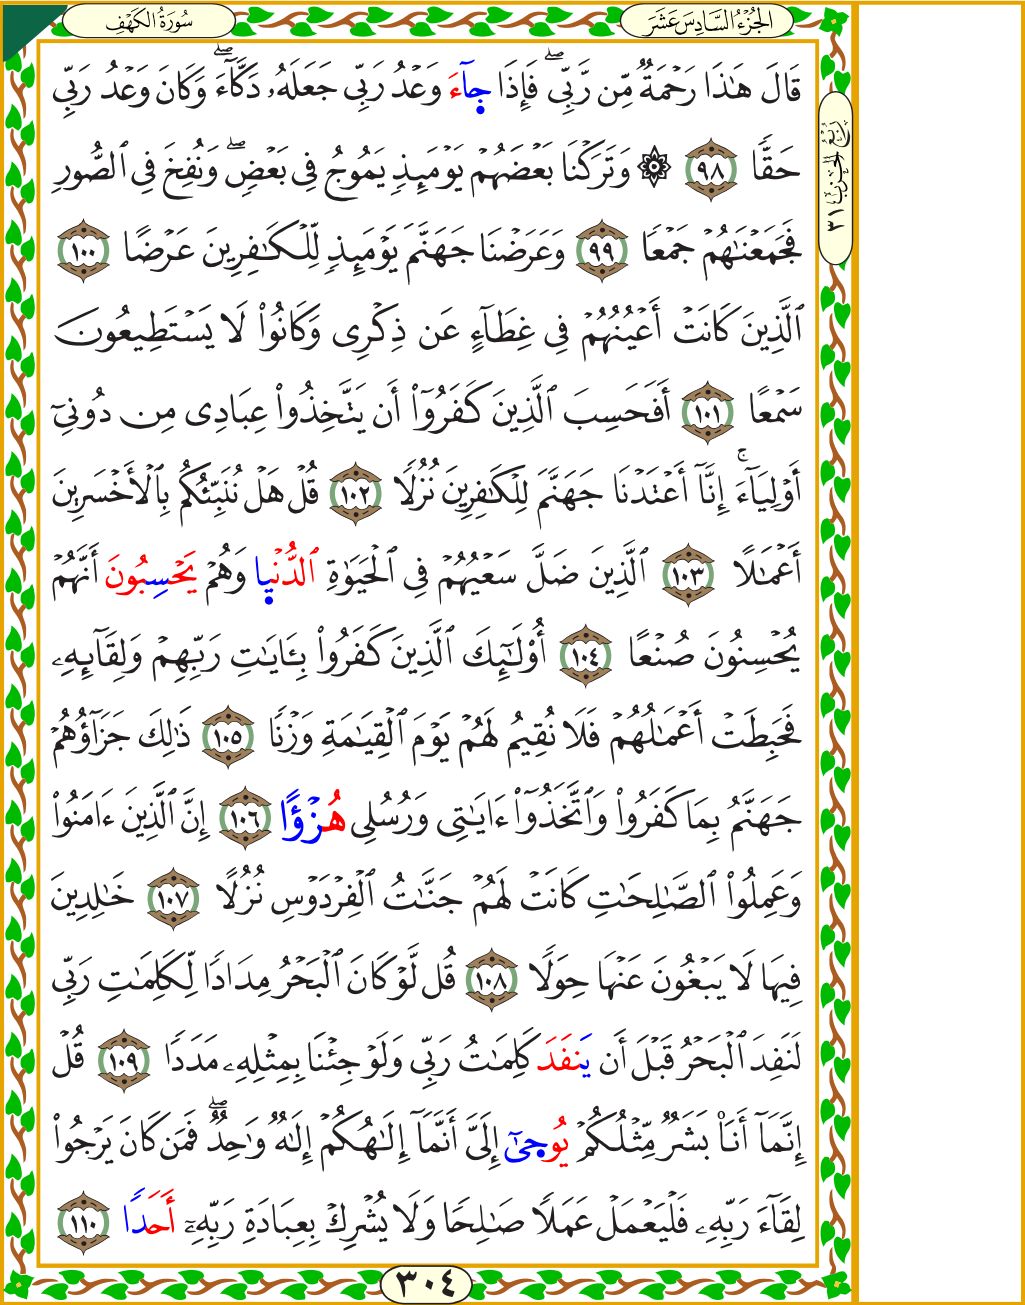 سُورَةُ الكَهْفِ
الجُزْءُ السَّادِسَ عَشَرَ
رُبْعُ الحِزْبِ ٣١
قَالَ هَٰذَا رَحْمَةٌ مِّن رَّبِّىۖ فَإِذَا جَآءَ وَعْدُ رَبِّى جَعَلَهُۥ دَكَّآءَۖ وَكَانَ وَعْدُ رَبِّى
حَقًّا ٩٨ ۞ وَتَرَكْنَا بَعْضَهُمْ يَوْمَئِذٍ يَمُوجُ فِى بَعْضٍۖ وَنُفِخَ فِى ٱلصُّورِ
فَجَمَعْنَٰهُمْ جَمْعًا ٩٩ وَعَرَضْنَا جَهَنَّمَ يَوْمَئِذٍ لِّلْكَٰفِرِينَ عَرْضًا ١٠٠
ٱلَّذِينَ كَانَتْ أَعْيُنُهُمْ فِى غِطَآءٍ عَن ذِكْرِى وَكَانُوا۟ لَا يَسْتَطِيعُونَ
سَمْعًا ١٠١ أَفَحَسِبَ ٱلَّذِينَ كَفَرُوٓا۟ أَن يَتَّخِذُوا۟ عِبَادِى مِن دُونِىٓ
أَوْلِيَآءَۚ إِنَّآ أَعْتَدْنَا جَهَنَّمَ لِلْكَٰفِرِينَ نُزُلًا ١٠٢ قُلْ هَلْ نُنَبِّئُكُم بِٱلْأَخْسَرِينَ
أَعْمَٰلًا ١٠٣ ٱلَّذِينَ ضَلَّ سَعْيُهُمْ فِى ٱلْحَيَوٰةِ ٱلدُّنْيَا وَهُمْ يَحْسِبُونَ أَنَّهُمْ
يُحْسِنُونَ صُنْعًا ١٠٤ أُو۟لَٰٓئِكَ ٱلَّذِينَ كَفَرُوا۟ بِـَٔايَٰتِ رَبِّهِمْ وَلِقَآئِهِۦ
فَحَبِطَتْ أَعْمَٰلُهُمْ فَلَا نُقِيمُ لَهُمْ يَوْمَ ٱلْقِيَٰمَةِ وَزْنًا ١٠٥ ذَٰلِكَ جَزَآؤُهُمْ
جَهَنَّمُ بِمَا كَفَرُوا۟ وَٱتَّخَذُوٓا۟ ءَايَٰتِى وَرُسُلِى هُزْؤًا ١٠٦ إِنَّ ٱلَّذِينَ ءَامَنُوا۟
وَعَمِلُوا۟ ٱلصَّٰلِحَٰتِ كَانَتْ لَهُمْ جَنَّٰتُ ٱلْفِرْدَوْسِ نُزُلًا ١٠٧ خَٰلِدِينَ
فِيهَا لَا يَبْغُونَ عَنْهَا حِوَلًا ١٠٨ قُل لَّوْ كَانَ ٱلْبَحْرُ مِدَادًا لِّكَلِمَٰتِ رَبِّى
لَنَفِدَ ٱلْبَحْرُ قَبْلَ أَن يَنفَدَ كَلِمَٰتُ رَبِّى وَلَوْ جِئْنَا بِمِثْلِهِۦ مَدَدًا ١٠٩ قُلْ
إِنَّمَآ أَنَا۠ بَشَرٌ مِّثْلُكُمْ يُوحَىٰٓ إِلَىَّ أَنَّمَآ إِلَٰهُكُمْ إِلَٰهٌ وَٰحِدٌۖ فَمَن كَانَ يَرْجُوا۟
لِقَآءَ رَبِّهِۦ فَلْيَعْمَلْ عَمَلًا صَٰلِحًا وَلَا يُشْرِكْ بِعِبَادَةِ رَبِّهِۦٓ أَحَدًا ١١٠
٣٠٤